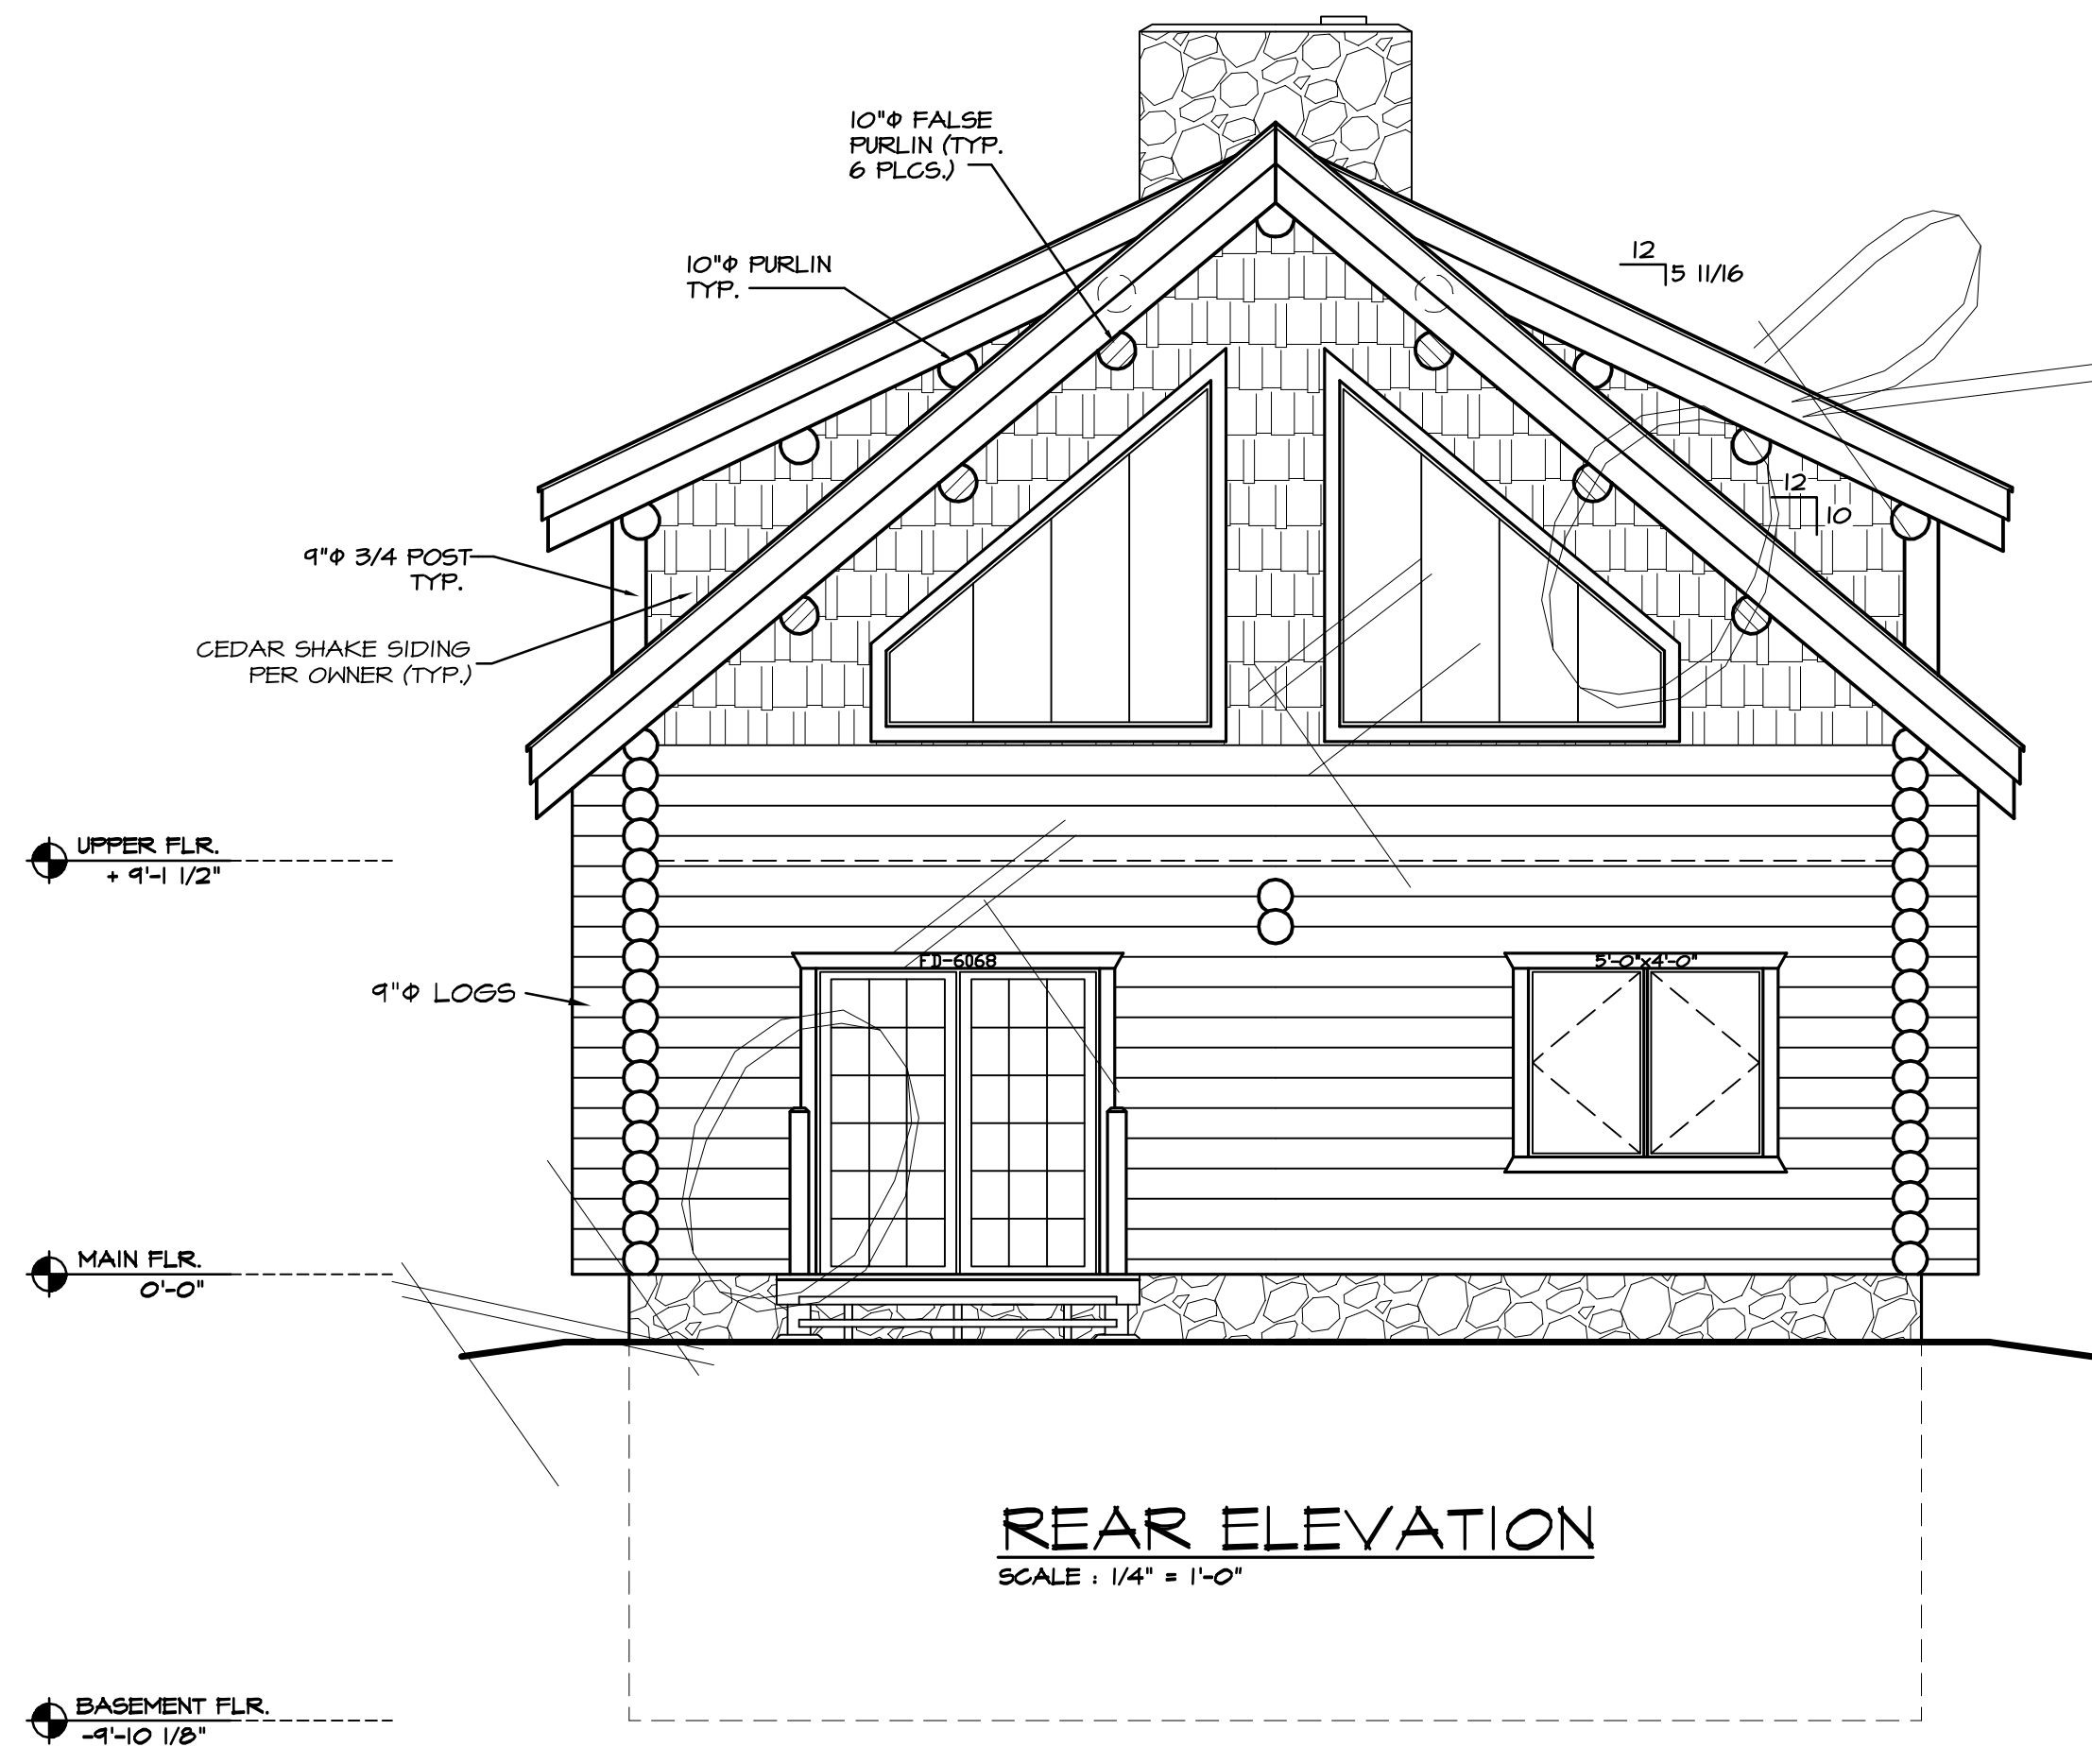 10"Φ FALSE
PURLIN (TYP.
6 PLCS.)
10"Φ PURLIN
TYP.
12
5 11/16
12
10
9"Φ 3/4 POST
TYP.
CEDAR SHAKE SIDING
PER OWNER (TYP.)
UPPER FLR.
+ 9'-1 1/2"
FD-6068
5'-0"x4'-0"
9"Φ LOGS
MAIN FLR.
0'-0"
REAR ELEVATION
SCALE : 1/4" = 1'-0"
BASEMENT FLR.
-9'-10 1/8"